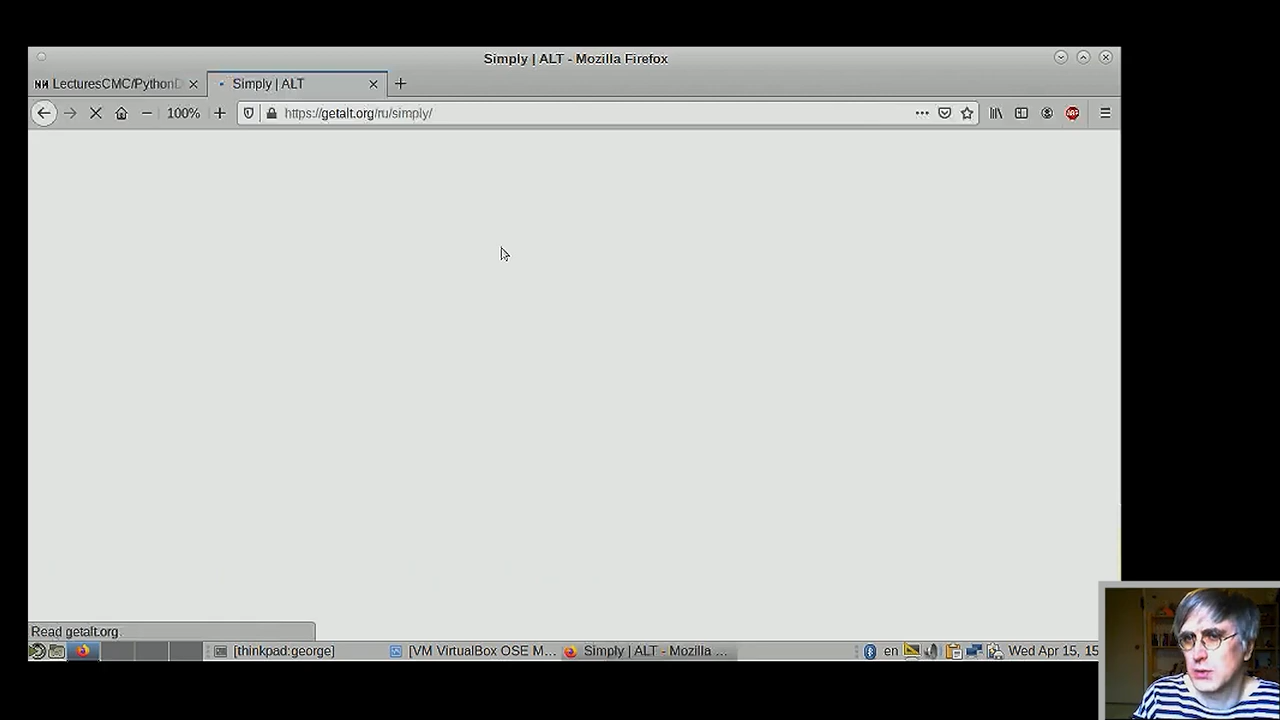 Simply | ALT - Mozilla Firefox
LecturesCMC/PythonD
Simply | ALT
100%
https://getalt.org/ru/simply/
ABP
Read getalt.org
[thinkpad:george]
[VM VirtualBox OSE M...
Simply | ALT - Mozilla ...
en
Wed Apr 15, 15